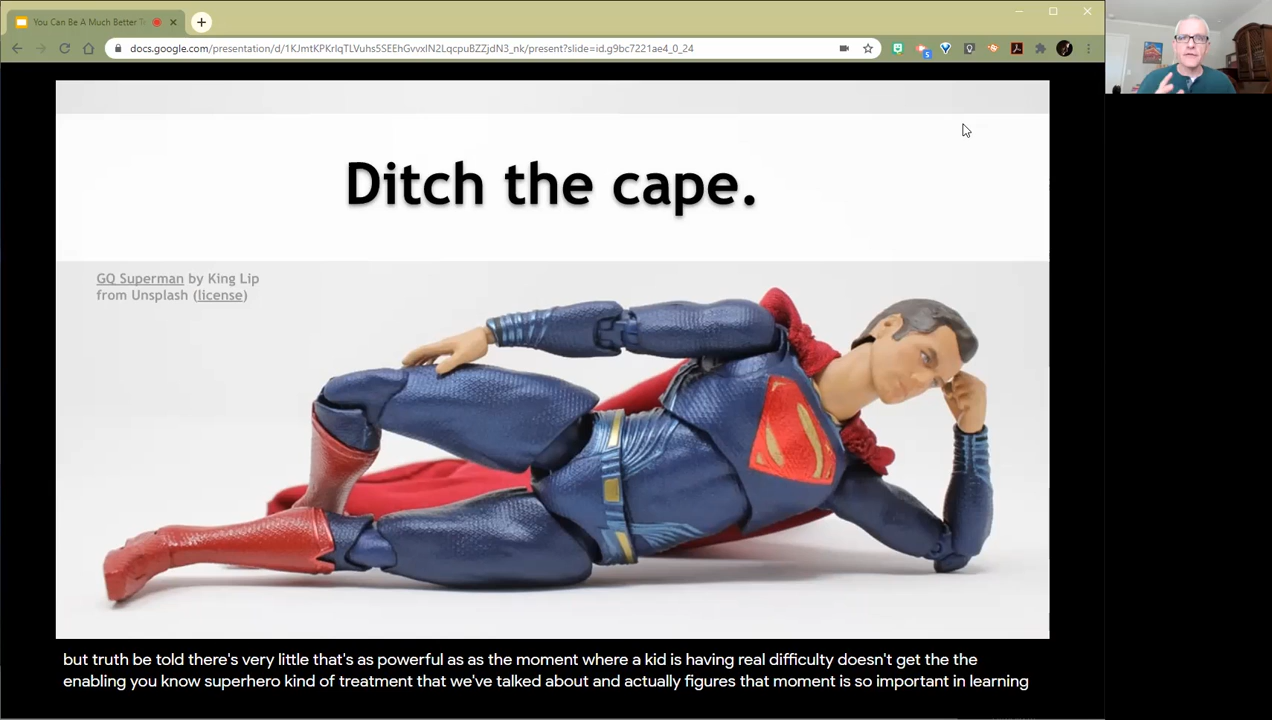 You Can Be A Much Better T
docs.google.com/presentation/d/1KJmtKPKrlqTLVuhs5SEEhGvvxlN2LqcpuBZZjdN3_nk/present?slide=id.g9bc7221ae4_0_24
5
Ditch the cape.
GQ Superman by King Lip
from Unsplash (license)
but truth be told there's very little that's as powerful as as the moment where a kid is having real difficulty doesn't get the the
enabling you know superhero kind of treatment that we've talked about and actually figures that moment is so important in learning